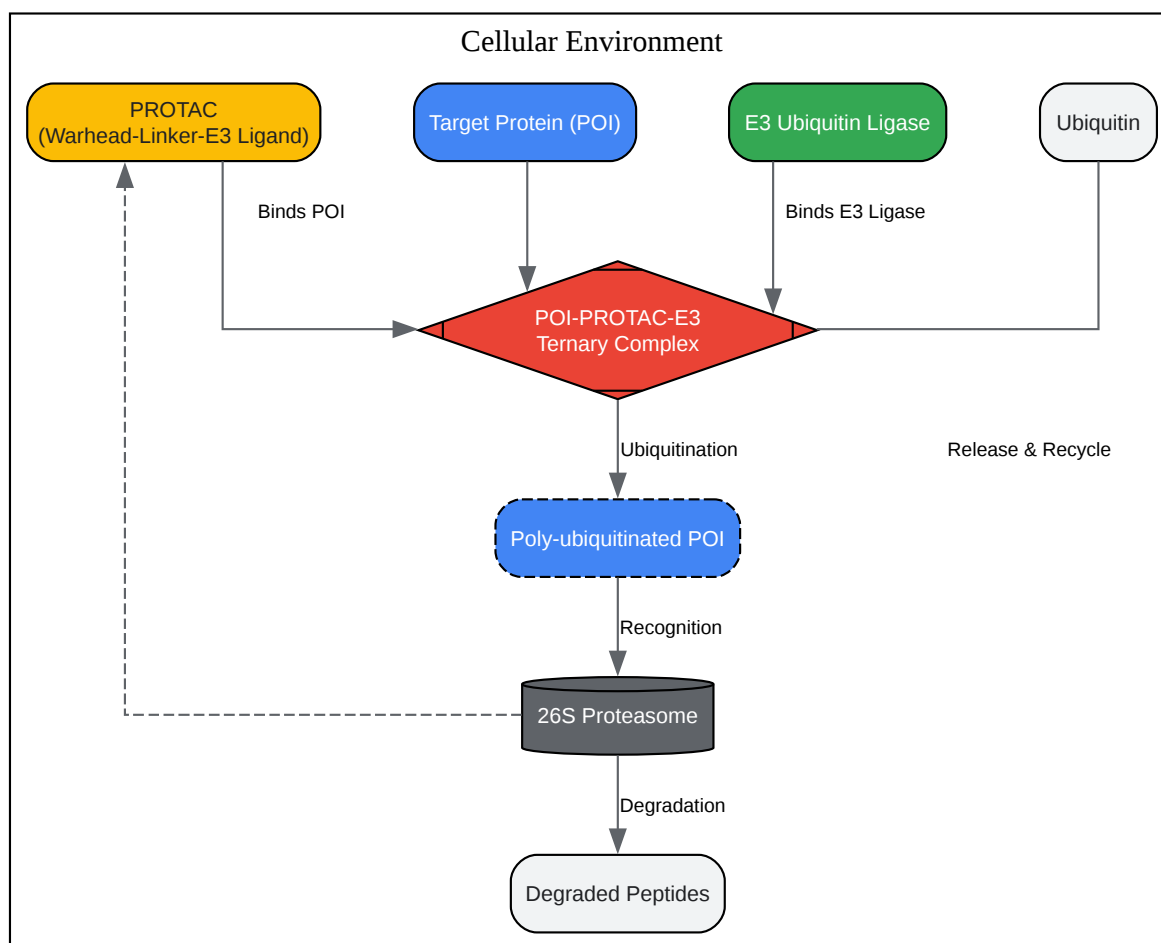 Cellular Environment
PROTAC
(Warhead-Linker-E3 Ligand)
Target Protein (POI)
E3 Ubiquitin Ligase
Ubiquitin
Binds POI
Binds E3 Ligase
POI-PROTAC-E3
Ternary Complex
Ubiquitination
Release & Recycle
Poly-ubiquitinated POI
Recognition
26S Proteasome
Degradation
Degraded Peptides